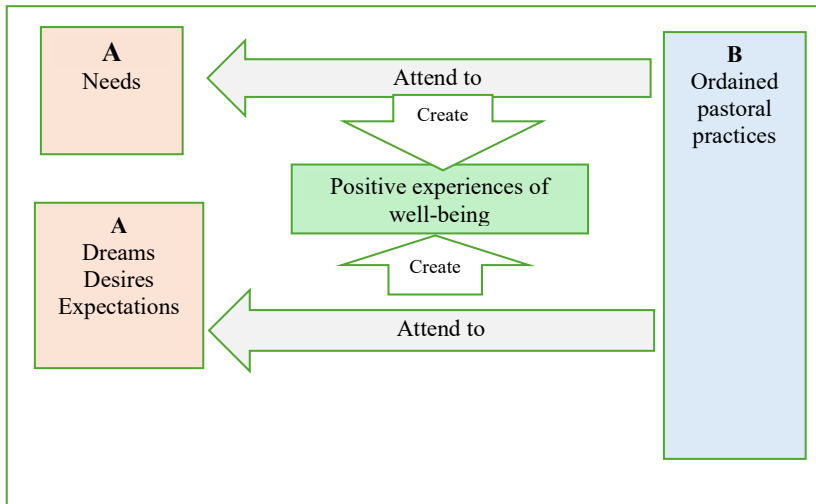 A
Needs
Attend to
B
Ordained
pastoral
practices
Create
Positive experiences of
well-being
A
Dreams
Desires
Expectations
Create
Attend to